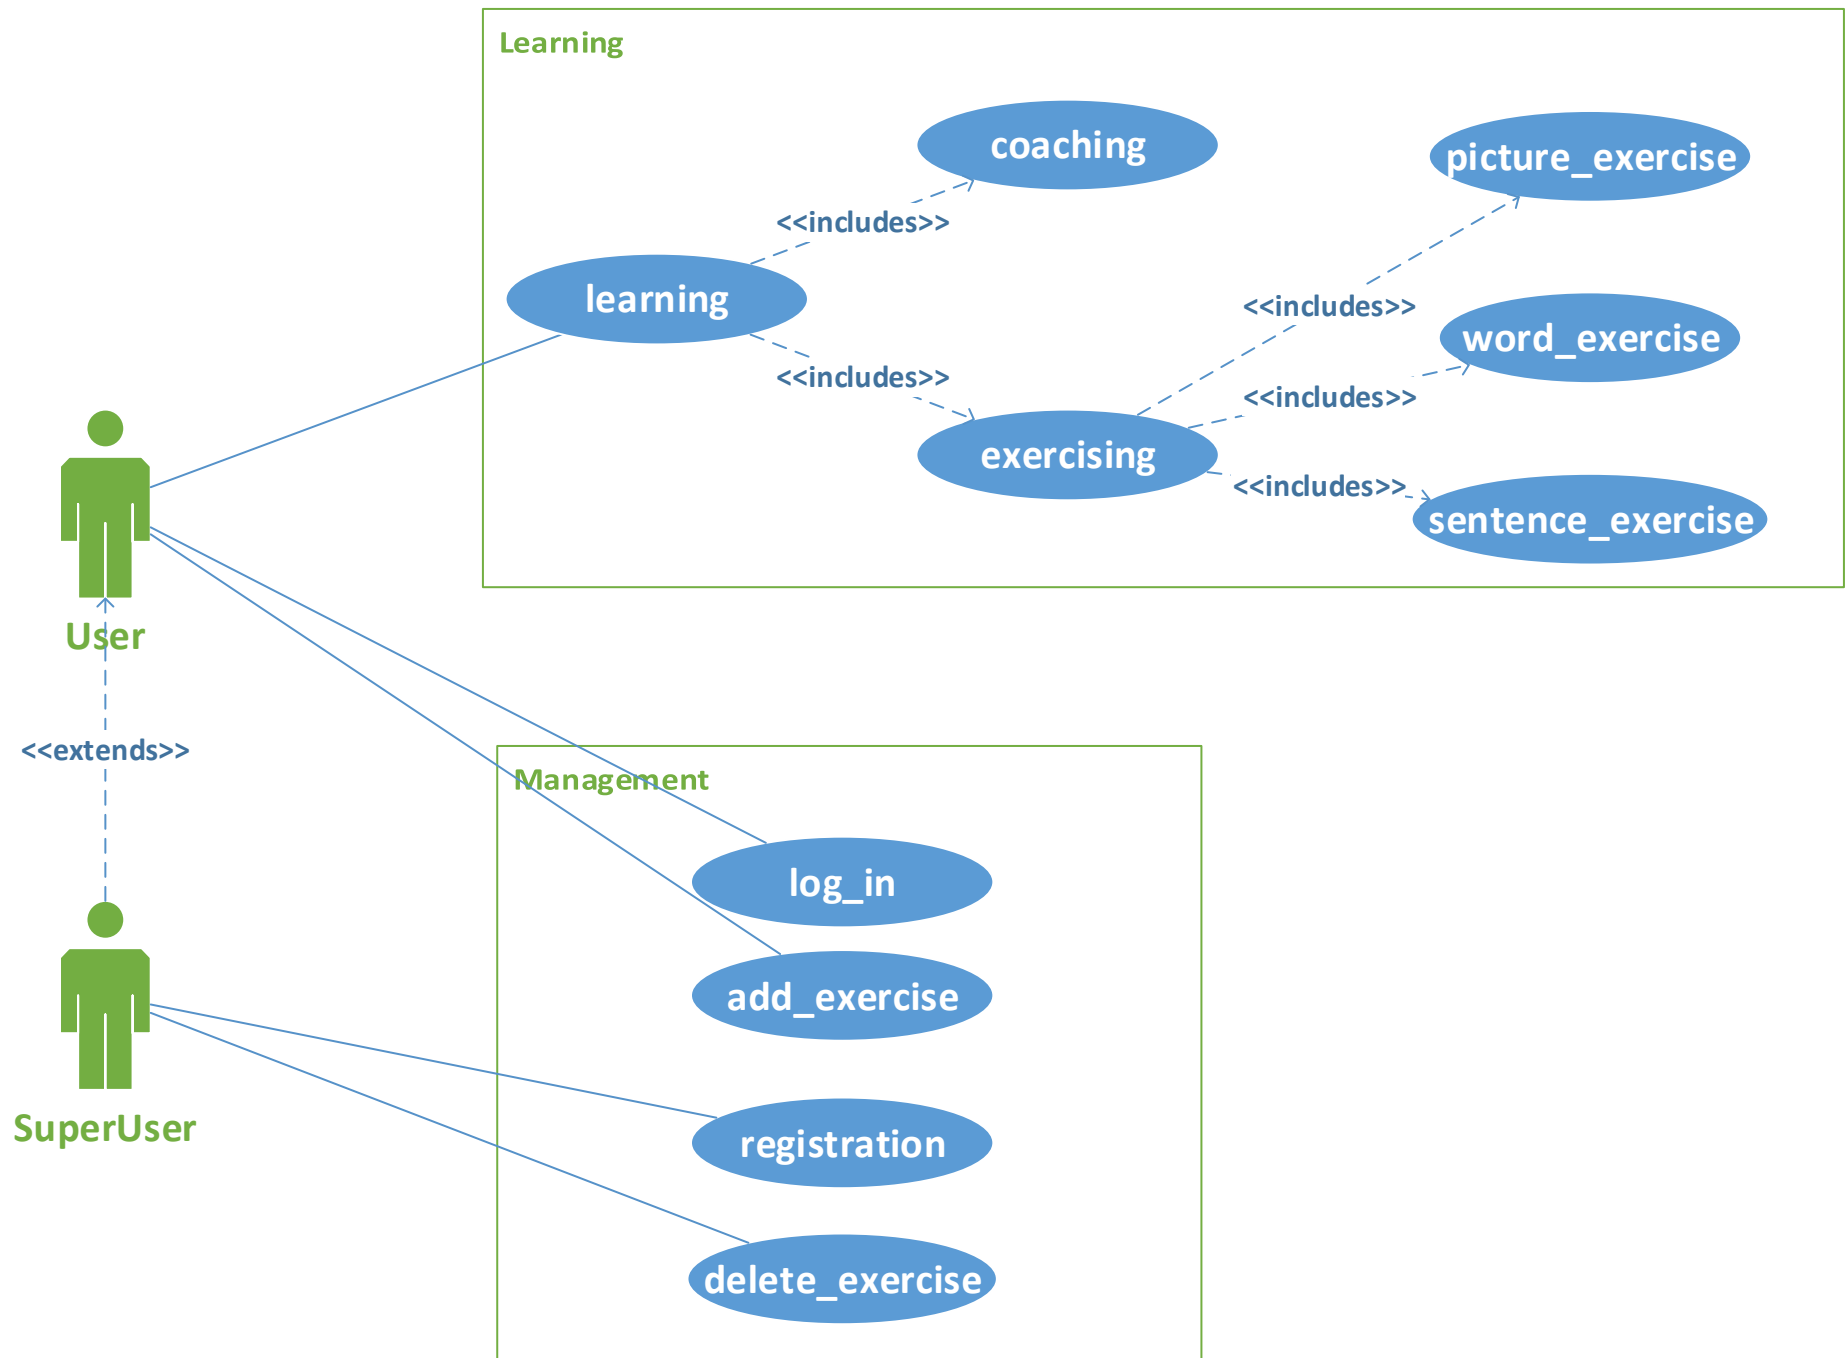 Learning
coaching
picture_exercise
<<includes>>
learning
<<includes>>
word_exercise
<<includes>>
<<includes>>
exercising
<<includes>>
sentence_exercise
User
<<extends>>
Management
log_in
add_exercise
SuperUser
registration
delete_exercise